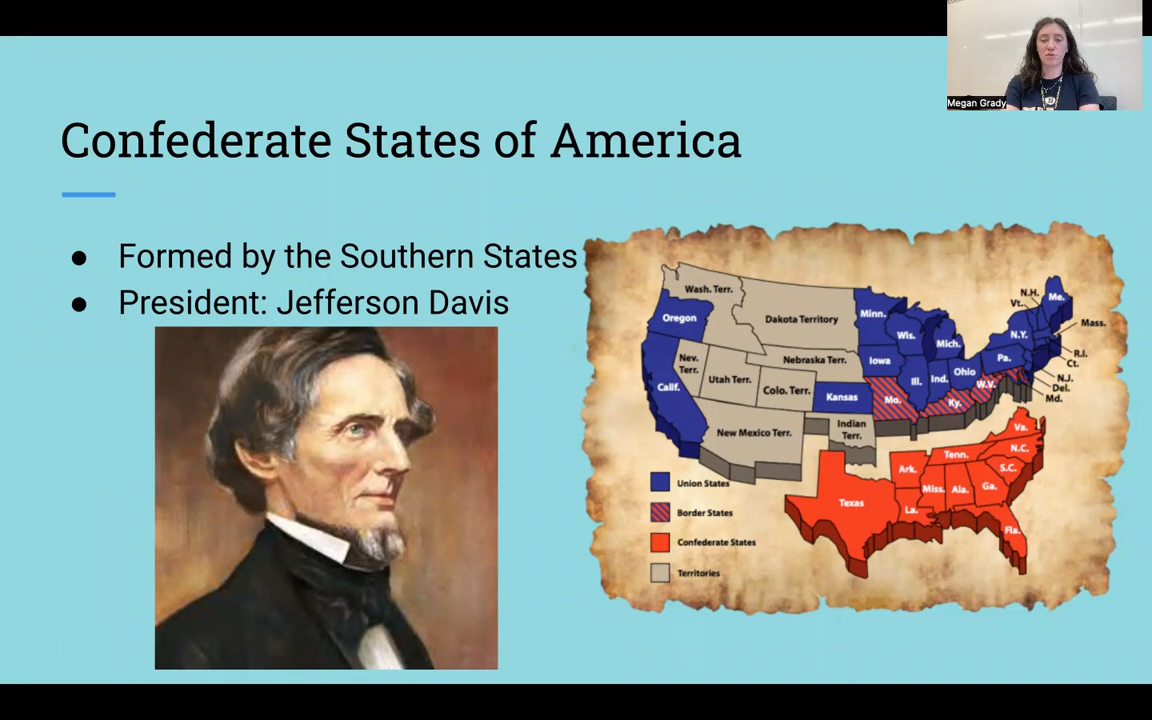 Megan Grady
Confederate States of America
● Formed by the Southern States
● President: Jefferson Davis
Wash. Terr.
Oregon
Dakota Territory
Minn.
Wis.
Mich.
N.H.
Vt.
Me.
Mass.
N.Y.
R.I.
Ct.
Nev.
Terr.
Nebraska Terr.
Iowa
Pa.
Calif.
Utah Terr.
Colo. Terr.
Kansas
Mo.
Ill.
Ind.
Ohio
W.V.
Ky.
N.J.
Del.
Md.
New Mexico Terr.
Indian
Terr.
Va.
N.C.
Tenn.
Ark.
S.C.
Texas
La.
Miss.
Ala.
Ga.
Fla.
Union States
Border States
Confederate States
Territories